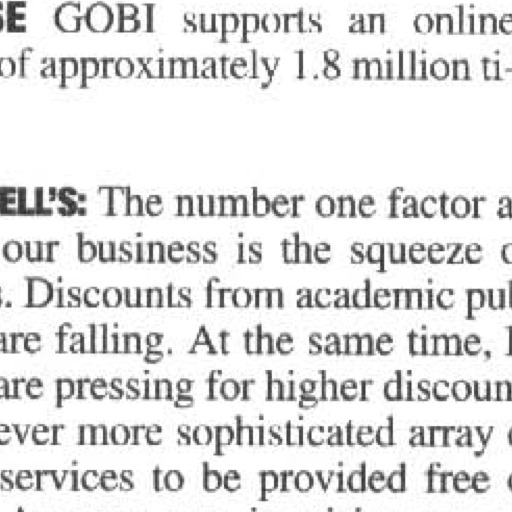 SE GOBI supports an online
of approximately 1.8 million ti-
ELL'S: The number one factor a
our business is the squeeze
s. Discounts from academic pub
are falling. At the same time,
are pressing for higher discoun
ever more sophisticated array
services to be provided free